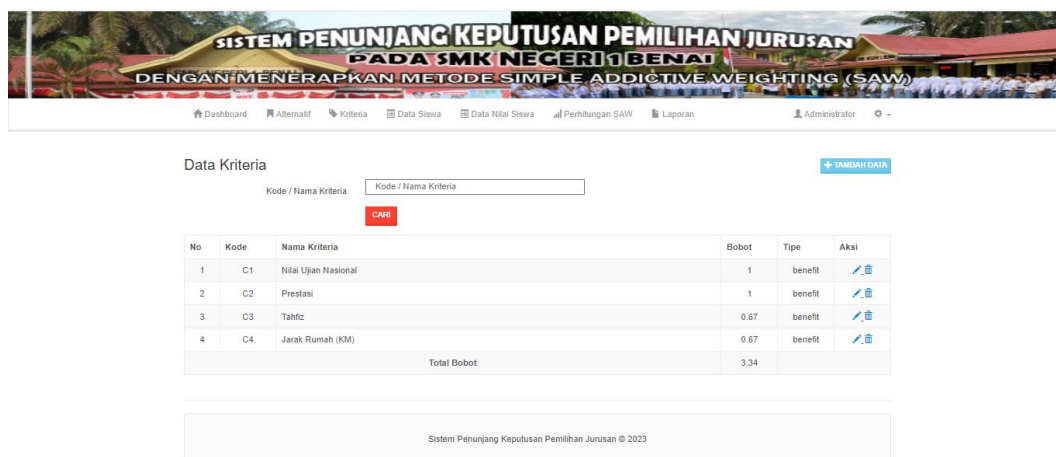 SISTEM PENUNJANG KEPUTUSAN PEMILIHAN JURUSAN
PADA SMK NEGERI 1 BENAI
DENGAN MENERAPKAN METODE SIMPLE ADDICTIVE WEIGHTING (SAW)
Dashboard Alternatif Kriteria Data Siswa Data Nilai Siswa Perhitungan SAW Laporan Administrator
Data Kriteria + TAMBAH DATA
Kode / Nama Kriteria Kode / Nama Kriteria
CARI
No Kode Nama Kriteria Bobot Tipe Aksi
1 C1 Nilai Ujian Nasional 1 benefit
2 C2 Prestasi 1 benefit
3 C3 Tahfiz 0.67 benefit
4 C4 Jarak Rumah (KM) 0.67 benefit
Total Bobot 3.34
Sistem Penunjang Keputusan Pemilihan Jurusan © 2023